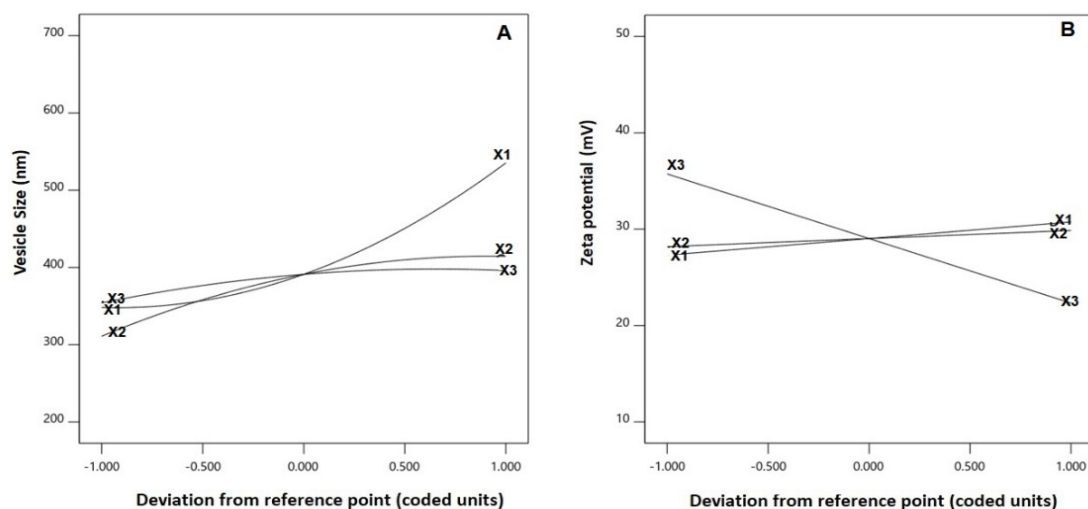 A
700
600
500
400
300
200
Vesicle Size (nm)
X1
X2
X3
X3
X1
X2
-1.000 -0.500 0.000 0.500 1.000
Deviation from reference point (coded units)
B
50
40
30
20
10
Zeta potential (mV)
X3
X2
X1
X1
X2
X3
-1.000 -0.500 0.000 0.500 1.000
Deviation from reference point (coded units)